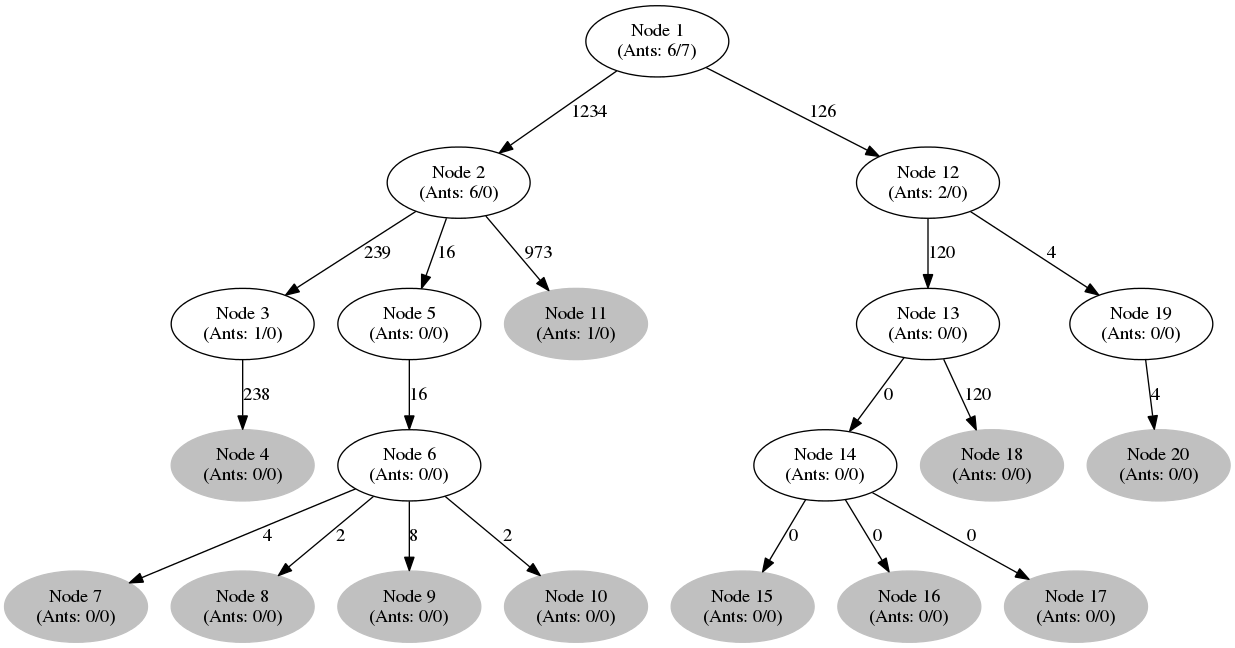 Node 1
(Ants: 6/7)
1234
126
Node 2
(Ants: 6/0)
Node 12
(Ants: 2/0)
239
16
973
120
4
Node 3
(Ants: 1/0)
Node 5
(Ants: 0/0)
Node 11
(Ants: 1/0)
Node 13
(Ants: 0/0)
Node 19
(Ants: 0/0)
238
16
0
120
4
Node 4
(Ants: 0/0)
Node 6
(Ants: 0/0)
Node 14
(Ants: 0/0)
Node 18
(Ants: 0/0)
Node 20
(Ants: 0/0)
4
2
8
2
0
0
0
Node 7
(Ants: 0/0)
Node 8
(Ants: 0/0)
Node 9
(Ants: 0/0)
Node 10
(Ants: 0/0)
Node 15
(Ants: 0/0)
Node 16
(Ants: 0/0)
Node 17
(Ants: 0/0)